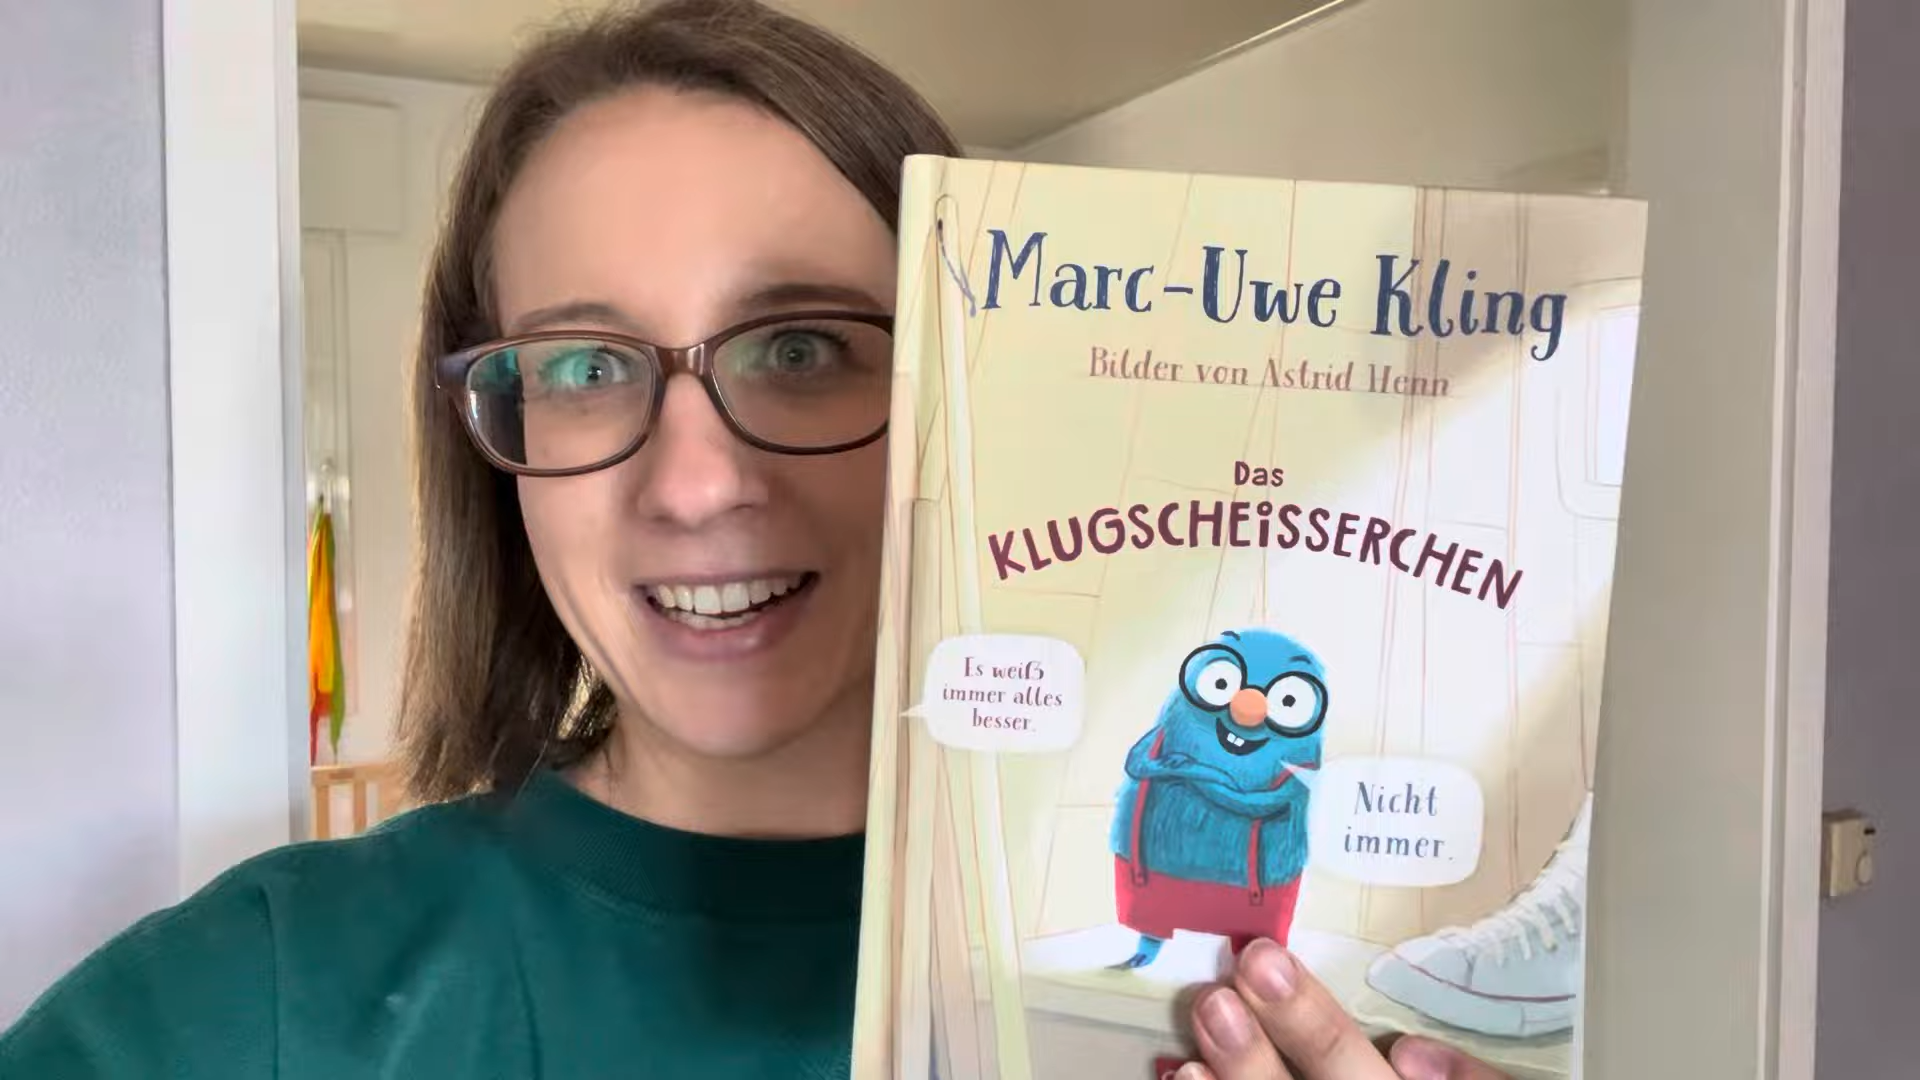 Marc-Uwe Kling
Bilder von Astrid Henn
Das
KLUGSCHEiSSERCHEN
Es weiß
immer alles
besser.
Nicht
immer.